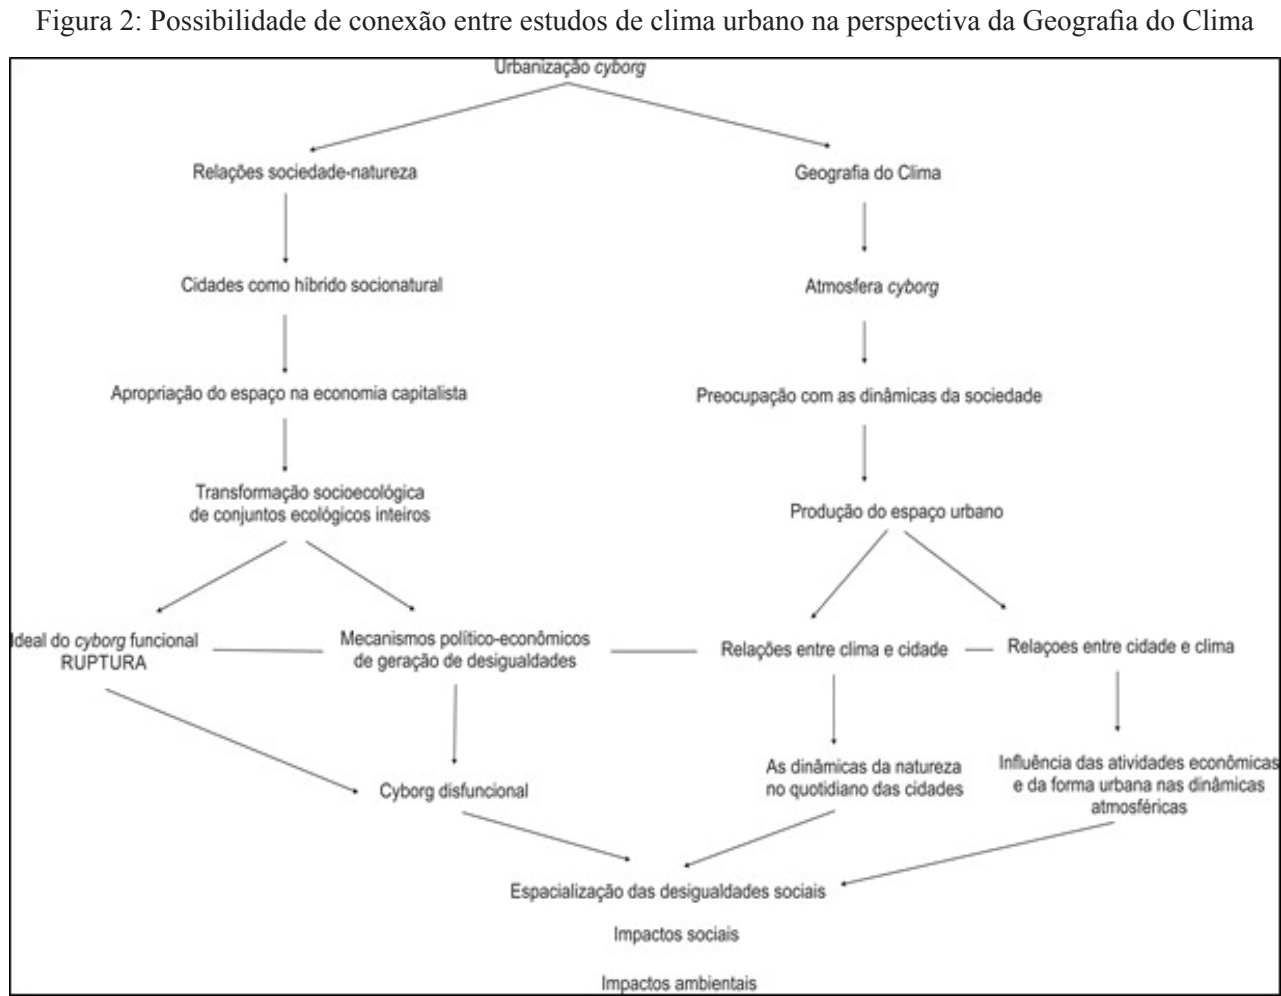 Figura 2: Possibilidade de conexão entre estudos de clima urbano na perspectiva da Geografia do Clima
Urbanização cyborg
Relações sociedade-natureza
Geografia do Clima
Cidades como híbrido socionatural
Atmosfera cyborg
Apropriação do espaço na economia capitalista
Preocupação com as dinâmicas da sociedade
Transformação socioecológica
de conjuntos ecológicos inteiros
Produção do espaço urbano
Ideal do cyborg funcional
RUPTURA
Mecanismos político-econômicos
de geração de desigualdades
Relações entre clima e cidade
Relaçoes entre cidade e clima
Cyborg disfuncional
As dinâmicas da natureza
no quotidiano das cidades
Influência das atividades econômicas
e da forma urbana nas dinâmicas
atmosféricas
Espacialização das desigualdades sociais
Impactos sociais
Impactos ambientais